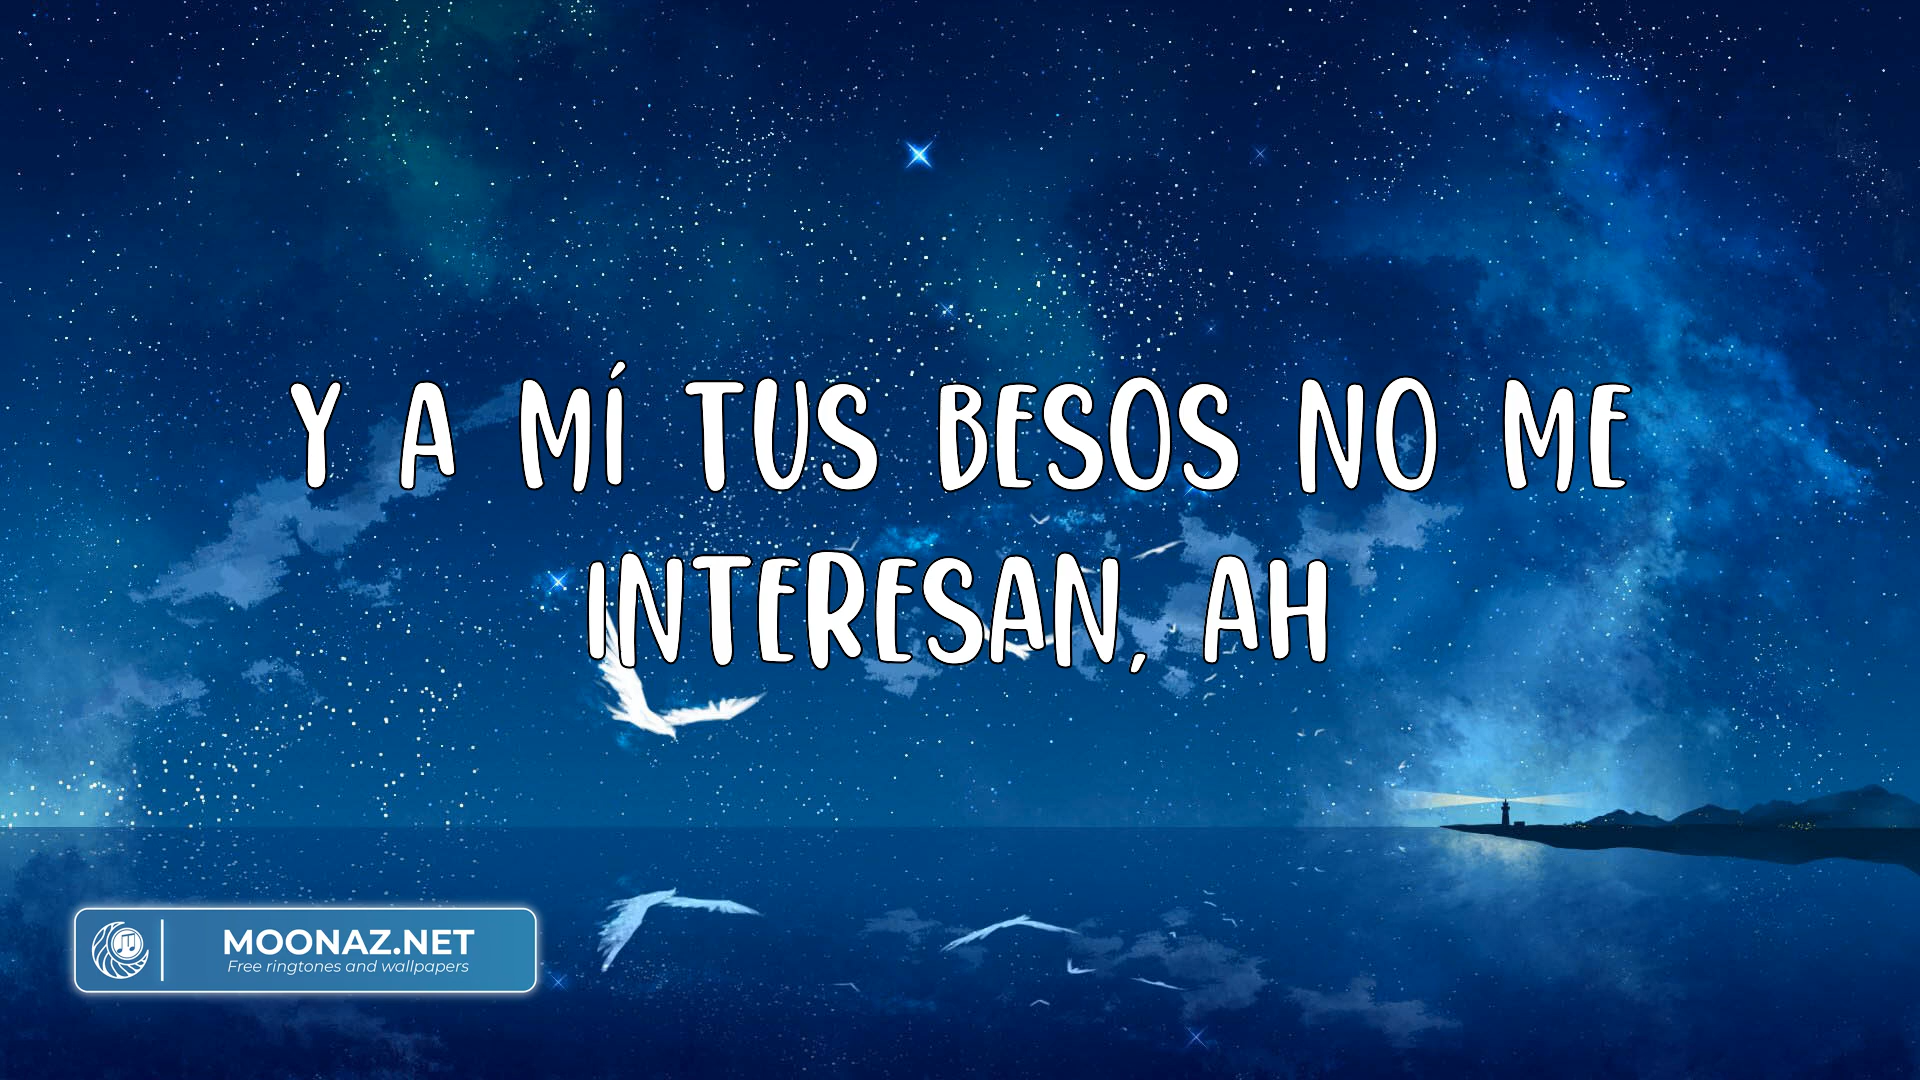 Y A MÍ TUS BESOS NO ME
INTERESAN, AH
MOONAZ.NET
Free ringtones and wallpapers